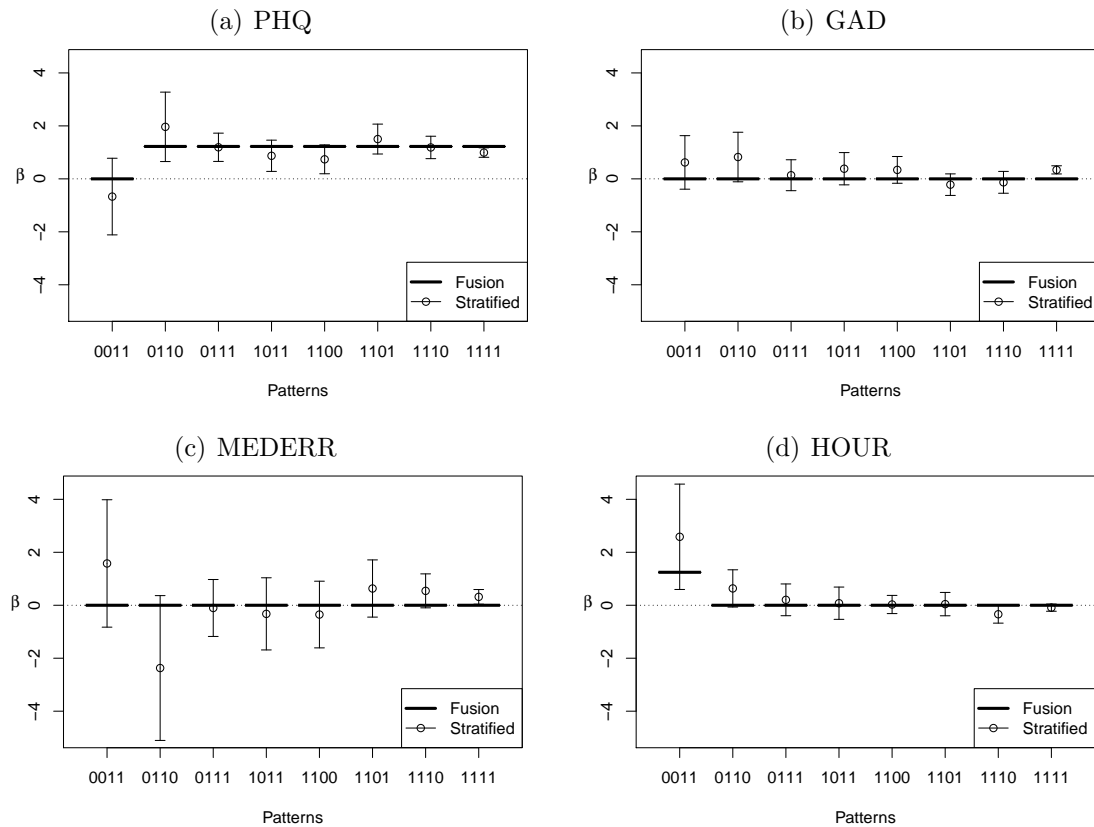 (a) PHQ
4
2
0
-2
-4
β
Fusion
Stratified
0011 0110 0111 1011 1100 1101 1110 1111
Patterns
(b) GAD
4
2
0
-2
-4
β
Fusion
Stratified
0011 0110 0111 1011 1100 1101 1110 1111
Patterns
(c) MEDERR
4
2
0
-2
-4
β
Fusion
Stratified
0011 0110 0111 1011 1100 1101 1110 1111
Patterns
(d) HOUR
4
2
0
-2
-4
β
Fusion
Stratified
0011 0110 0111 1011 1100 1101 1110 1111
Patterns